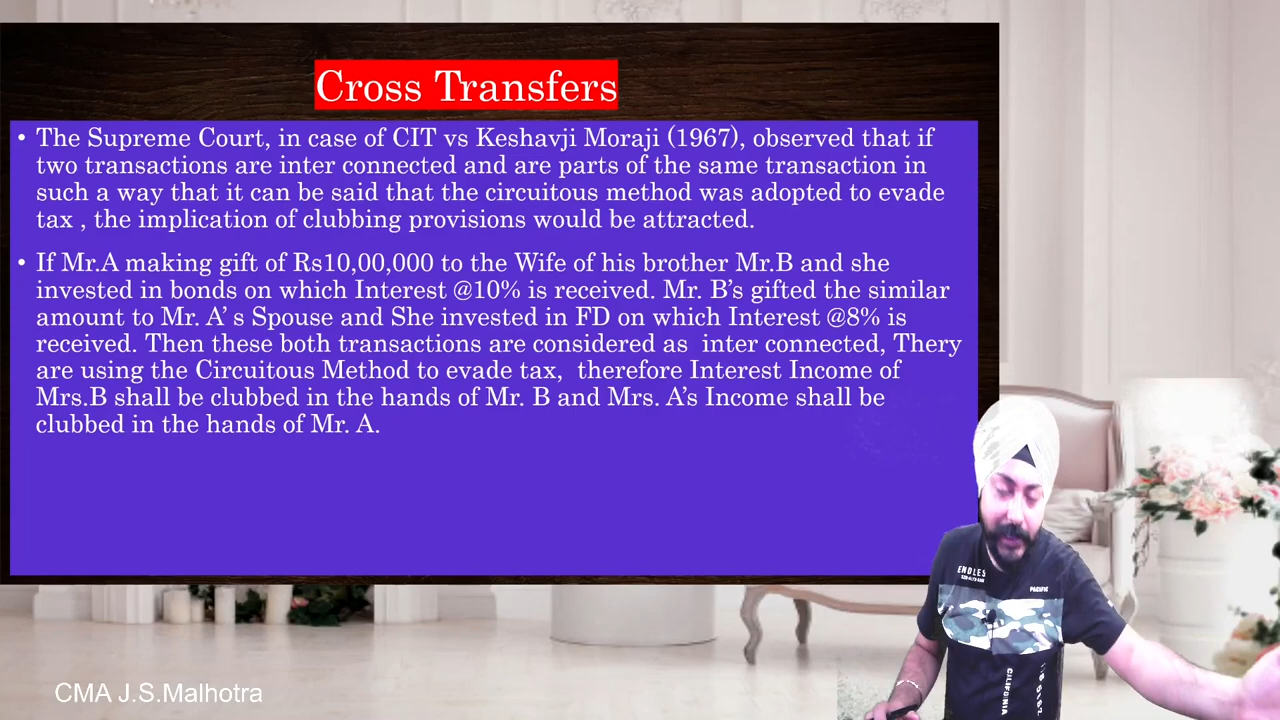 Cross Transfers
• The Supreme Court, in case of CIT vs Keshavji Moraji (1967), observed that if
two transactions are inter connected and are parts of the same transaction in
such a way that it can be said that the circuitous method was adopted to evade
tax , the implication of clubbing provisions would be attracted.
• If Mr.A making gift of Rs10,00,000 to the Wife of his brother Mr.B and she
invested in bonds on which Interest @10% is received. Mr. B’s gifted the similar
amount to Mr. A’ s Spouse and She invested in FD on which Interest @8% is
received. Then these both transactions are considered as inter connected, Thery
are using the Circuitous Method to evade tax, therefore Interest Income of
Mrs.B shall be clubbed in the hands of Mr. B and Mrs. A’s Income shall be
clubbed in the hands of Mr. A.
ENDLES
PACIFIC
CALIFORNIA
CMA J.S.Malhotra